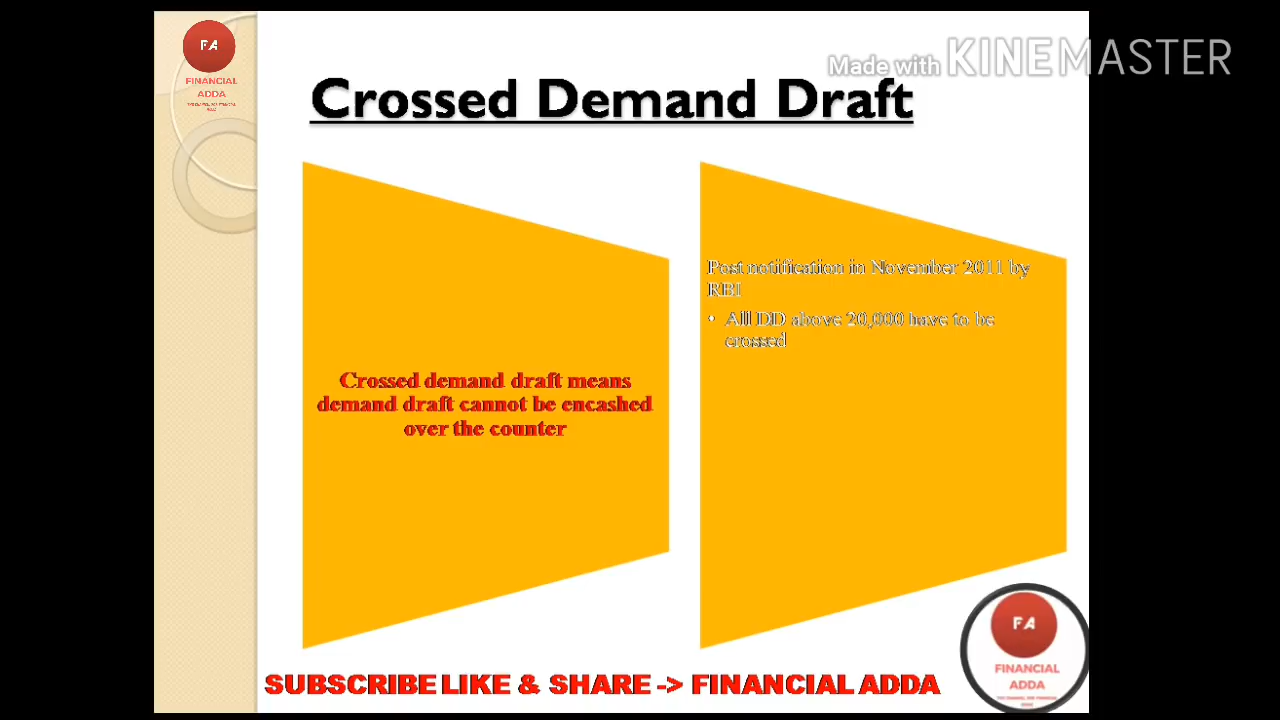 FA
FINANCIAL
ADDA
Made with KINEMASTER
Crossed Demand Draft
Crossed demand draft means
demand draft cannot be encashed
over the counter
Post notification in November 2011 by
RBI
• All DD above 20,000 have to be
crossed
SUBSCRIBE LIKE & SHARE -> FINANCIAL ADDA
FA
FINANCIAL
ADDA